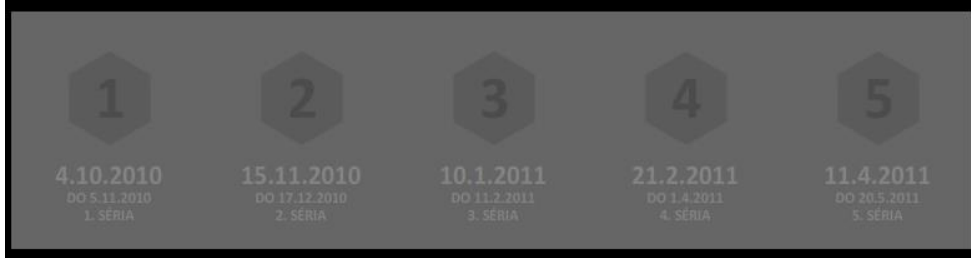 1
4.10.2010
DO 5.11.2010
1. SÉRIA
2
15.11.2010
DO 17.12.2010
2. SÉRIA
3
10.1.2011
DO 11.2.2011
3. SÉRIA
4
21.2.2011
DO 1.4.2011
4. SÉRIA
5
11.4.2011
DO 20.5.2011
5. SÉRIA